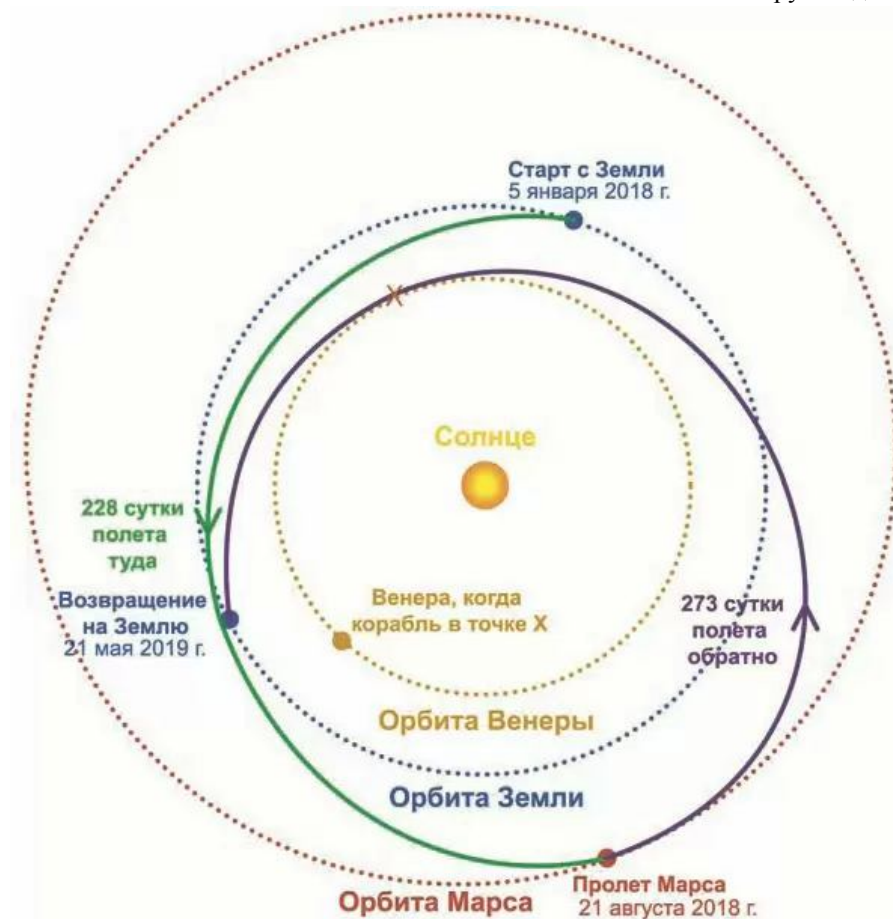 Старт с Земли
5 января 2018 г.
X
Солнце
228 сутки
полета
туда
Возвращение
на Землю
21 мая 2019 г.
Венера, когда
корабль в точке X
273 сутки
полета
обратно
Орбита Венеры
Орбита Земли
Орбита Марса
Пролет Марса
21 августа 2018 г.